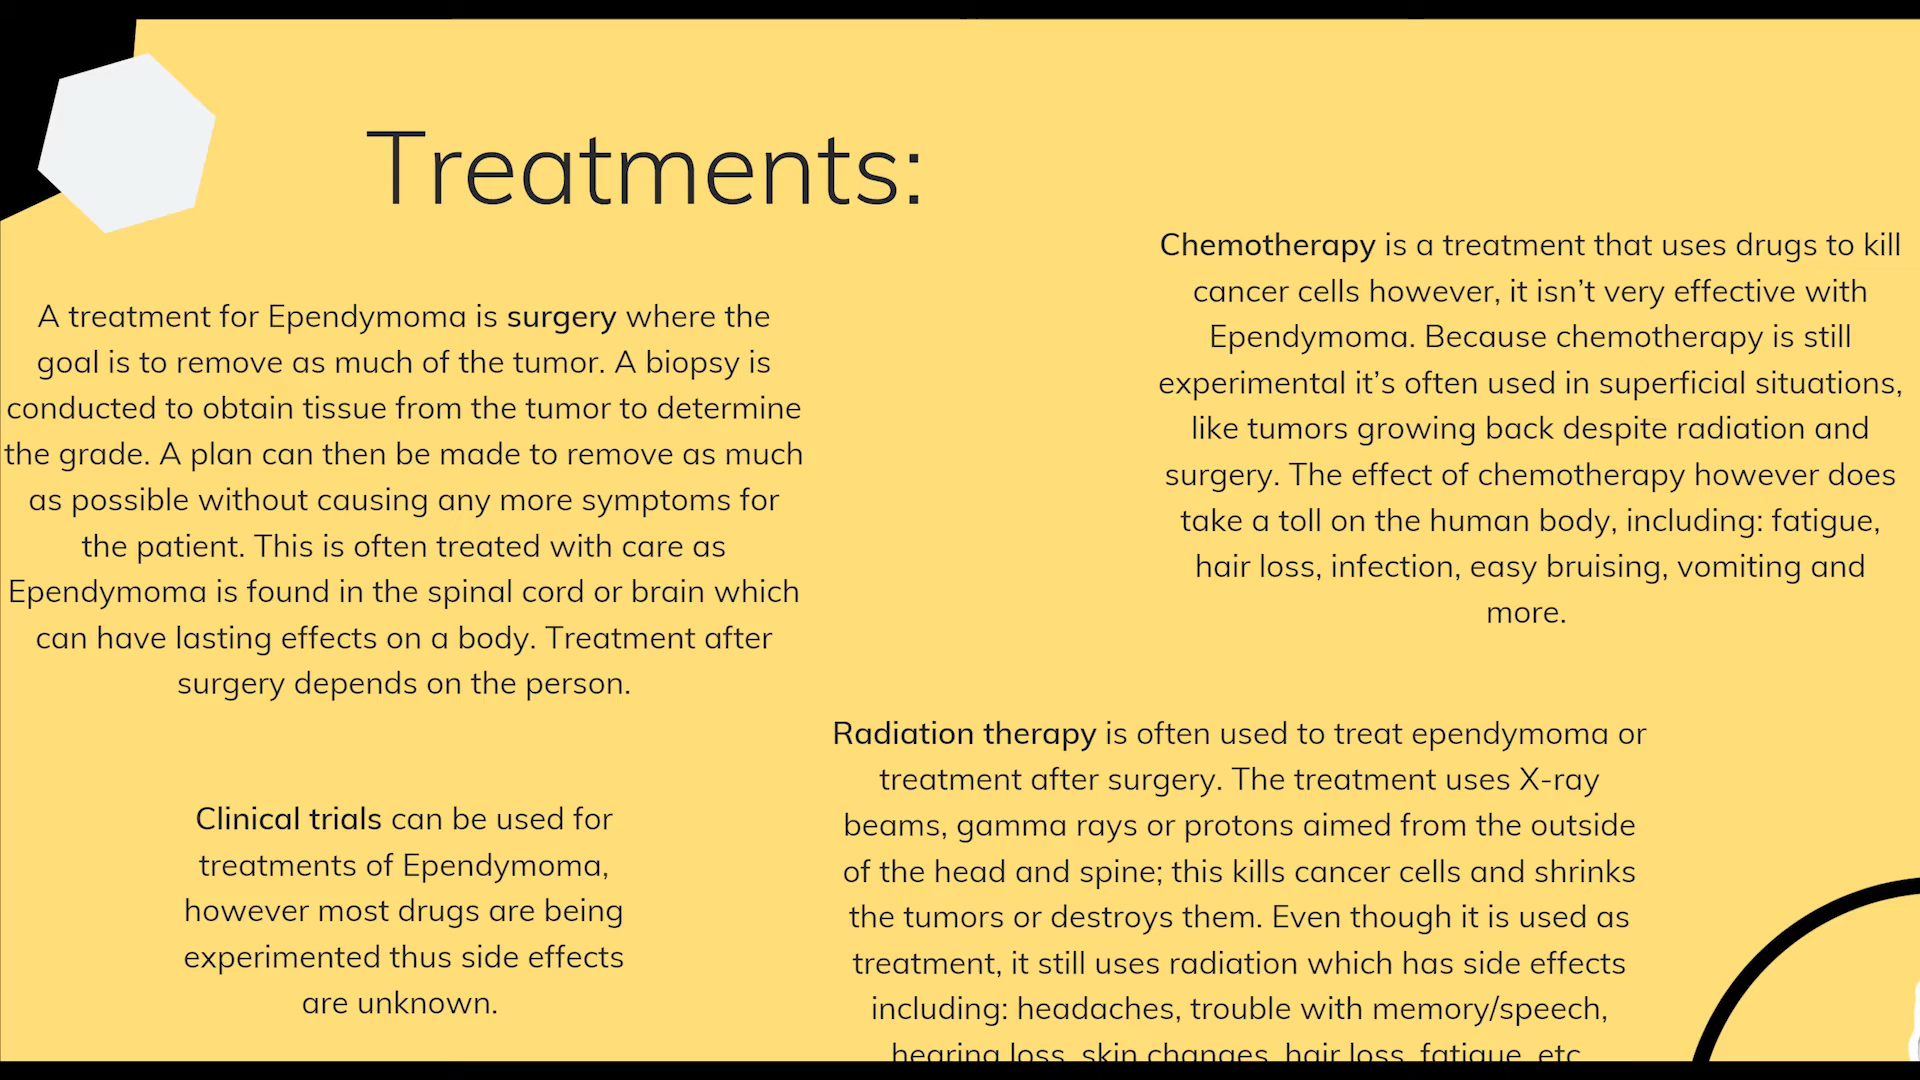 Treatments:
A treatment for Ependymoma is surgery where the
goal is to remove as much of the tumor. A biopsy is
conducted to obtain tissue from the tumor to determine
the grade. A plan can then be made to remove as much
as possible without causing any more symptoms for
the patient. This is often treated with care as
Ependymoma is found in the spinal cord or brain which
can have lasting effects on a body. Treatment after
surgery depends on the person.
Chemotherapy is a treatment that uses drugs to kill
cancer cells however, it isn’t very effective with
Ependymoma. Because chemotherapy is still
experimental it’s often used in superficial situations,
like tumors growing back despite radiation and
surgery. The effect of chemotherapy however does
take a toll on the human body, including: fatigue,
hair loss, infection, easy bruising, vomiting and
more.
Clinical trials can be used for
treatments of Ependymoma,
however most drugs are being
experimented thus side effects
are unknown.
Radiation therapy is often used to treat ependymoma or
treatment after surgery. The treatment uses X-ray
beams, gamma rays or protons aimed from the outside
of the head and spine; this kills cancer cells and shrinks
the tumors or destroys them. Even though it is used as
treatment, it still uses radiation which has side effects
including: headaches, trouble with memory/speech,
hearing loss, skin changes, hair loss, fatigue, etc